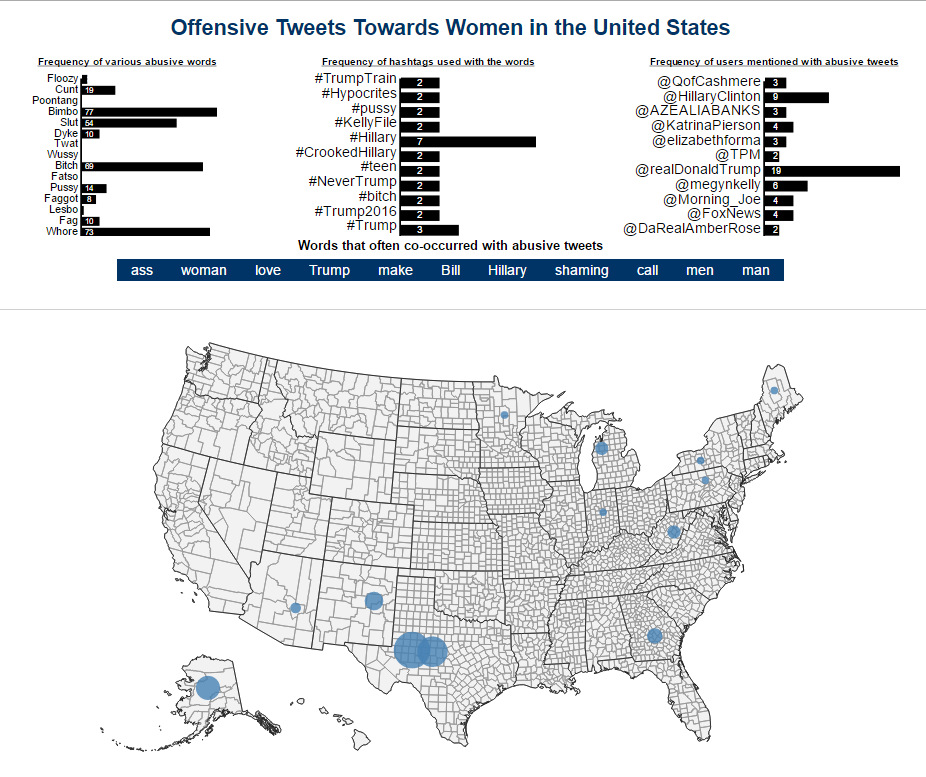 Offensive Tweets Towards Women in the United States
Frequency of various abusive words
Floozy
Cunt 19
Poontang
Bimbo 77
Slut 54
Dyke 10
Twat
Wussy
Bitch 69
Fatso
Pussy 14
Faggot 8
Lesbo
Fag 10
Whore 73
Frequency of hashtags used with the words
#TrumpTrain 2
#Hypocrites 2
#pussy 2
#KellyFile 2
#Hillary 7
#CrookedHillary 2
#teen 2
#NeverTrump 2
#bitch 2
#Trump2016 2
#Trump 3
Frequency of users mentioned with abusive tweets
@QofCashmere 3
@HillaryClinton 9
@AZEALIABANKS 3
@KatrinaPierson 4
@elizabethforma 3
@TPM 2
@realDonaldTrump 19
@megynkelly 6
@Morning_Joe 4
@FoxNews 4
@DaRealAmberRose 2
Words that often co-occurred with abusive tweets
ass woman love Trump make Bill Hillary shaming call men man